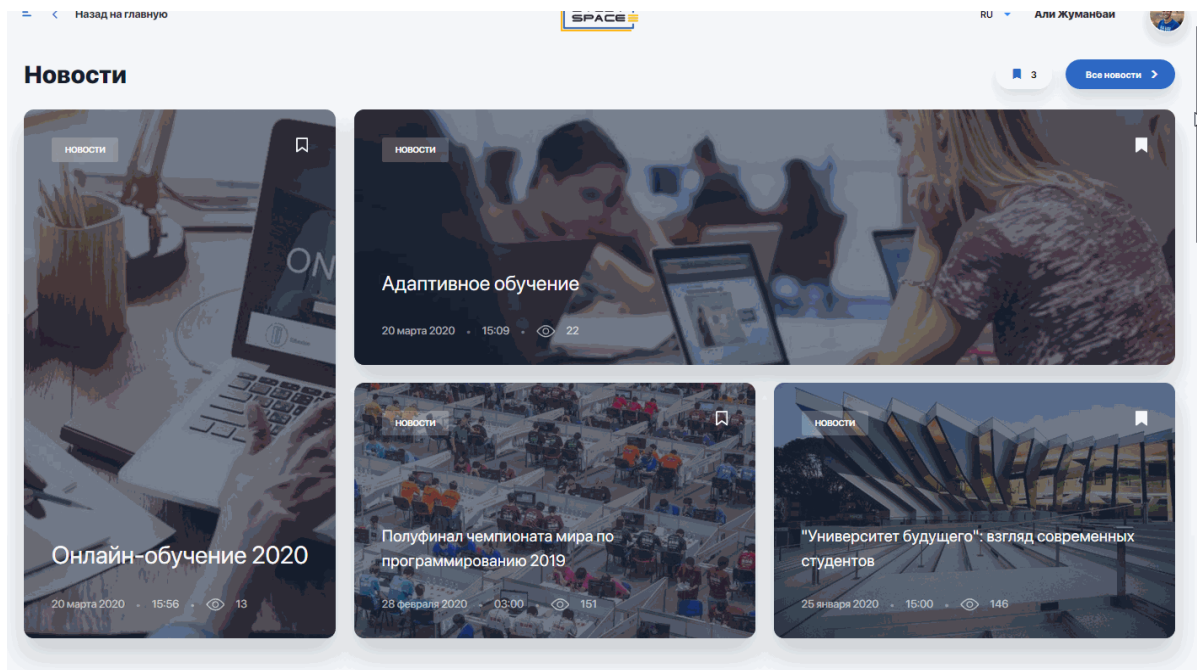 Назад на главную
SPACE
RU
Али Жуманбай
Новости
3
Все новости
НОВОСТИ
ON
Онлайн-обучение 2020
20 марта 2020 • 15:56 • 13
НОВОСТИ
Адаптивное обучение
20 марта 2020 • 15:09 • 22
НОВОСТИ
Полуфинал чемпионата мира по
программированию 2019
28 февраля 2020 • 03:00 • 151
НОВОСТИ
"Университет будущего": взгляд современных
студентов
25 января 2020 • 15:00 • 146